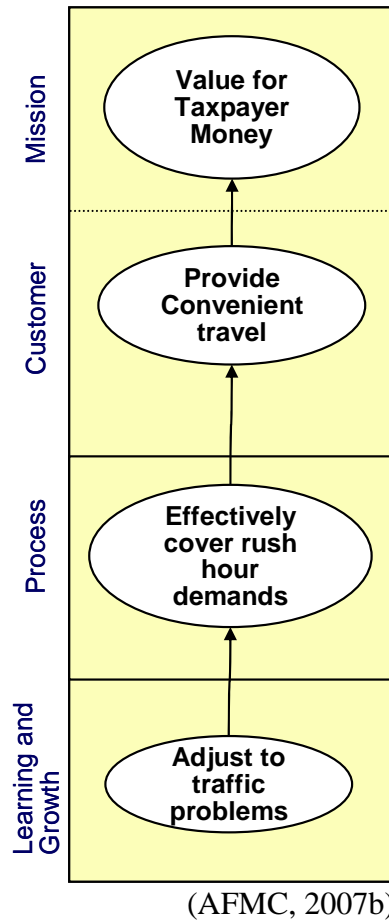 Mission
Value for
Taxpayer
Money
Customer
Provide
Convenient
travel
Process
Effectively
cover rush
hour
demands
Learning and
Growth
Adjust to
traffic
problems
(AFMC, 2007b)